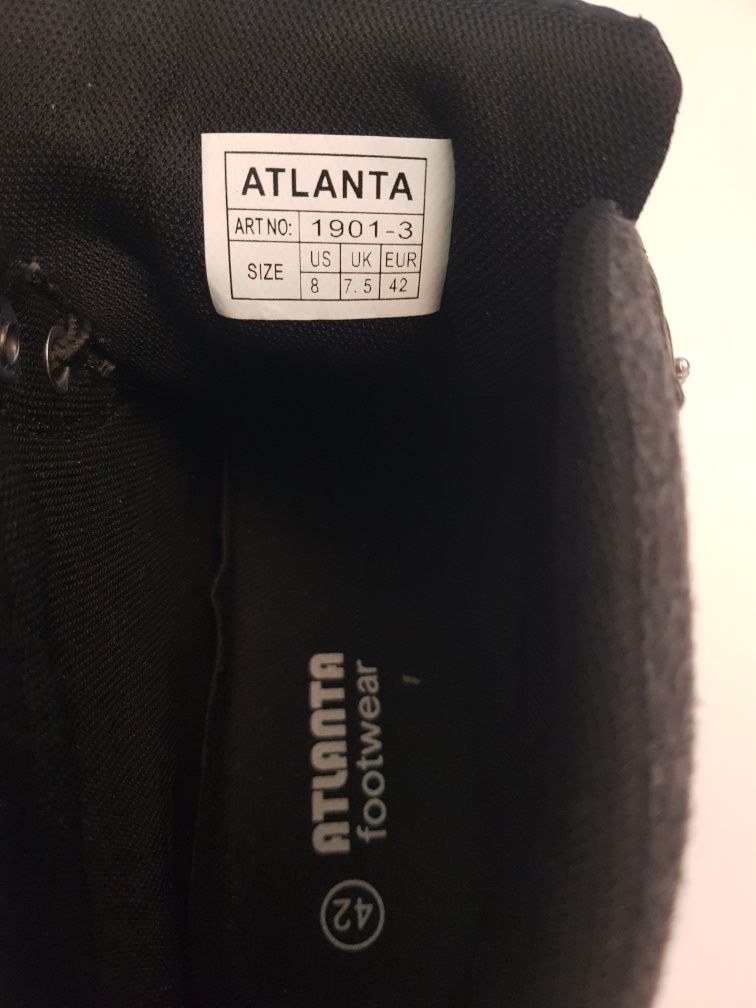 ATLANTA
ART NO: 1901-3
SIZE US UK EUR
8 7.5 42
ATLANTA
footwear
42